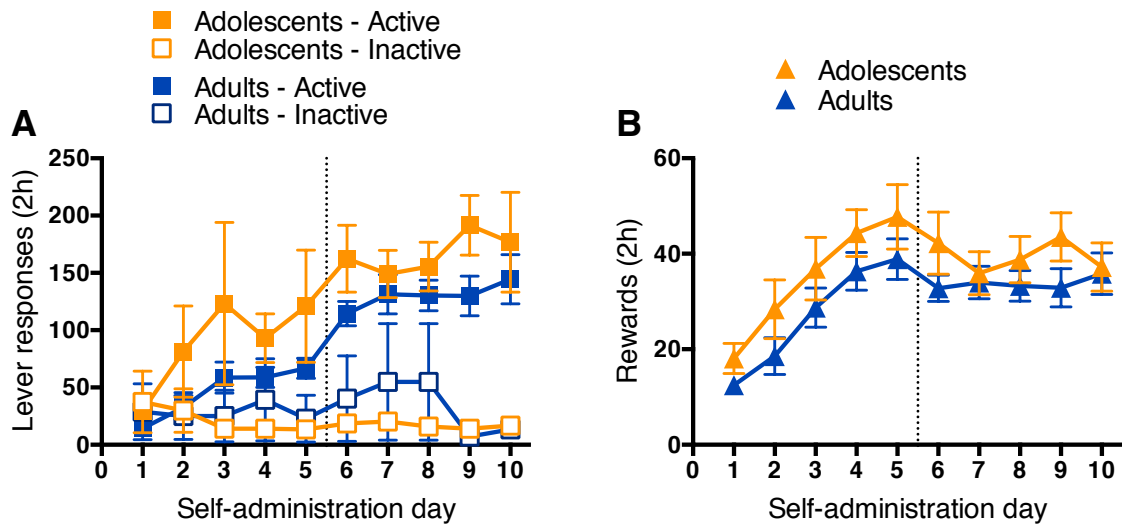 Adolescents - Active
Adolescents - Inactive
Adults - Active
Adults - Inactive
A
Lever responses (2h)
250
200
150
100
50
0
0 1 2 3 4 5 6 7 8 9 10
Self-administration day
Adolescents
Adults
B
Rewards (2h)
60
40
20
0
0 1 2 3 4 5 6 7 8 9 10
Self-administration day